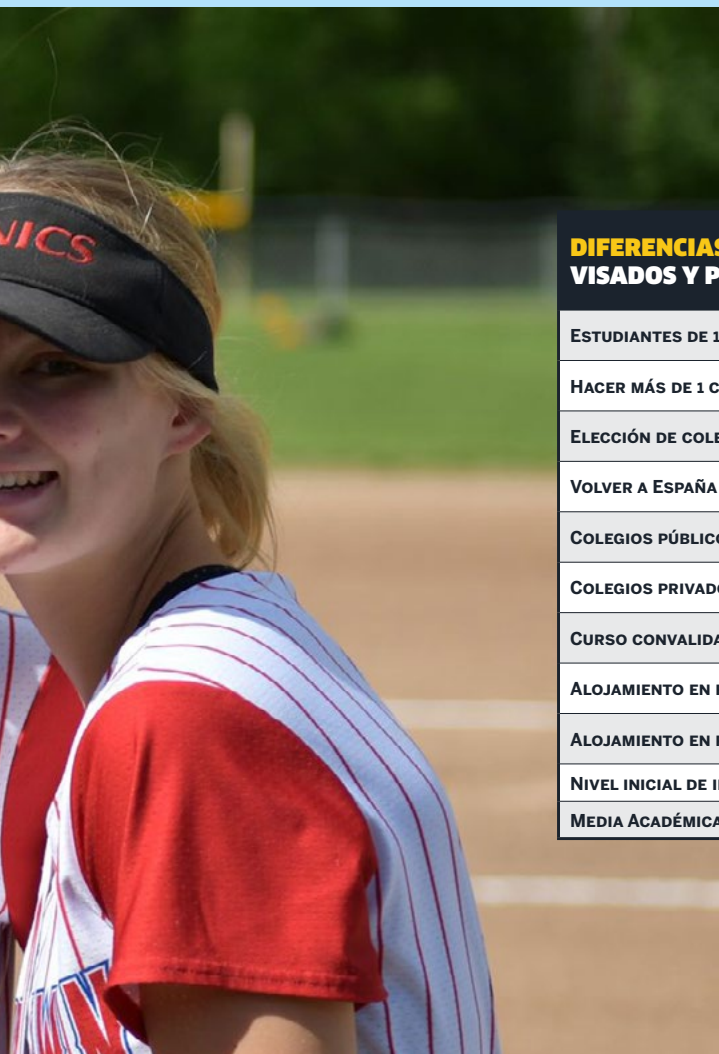 NICS
DIFERENCIAS
VISADOS Y P
ESTUDIANTES DE 1
HACER MÁS DE 1 C
ELECCIÓN DE COLE
VOLVER A ESPAÑA
COLEGIOS PÚBLICO
COLEGIOS PRIVADO
CURSO CONVALIDA
ALOJAMIENTO EN
ALOJAMIENTO EN
NIVEL INICIAL DE I
MEDIA ACADÉMICA